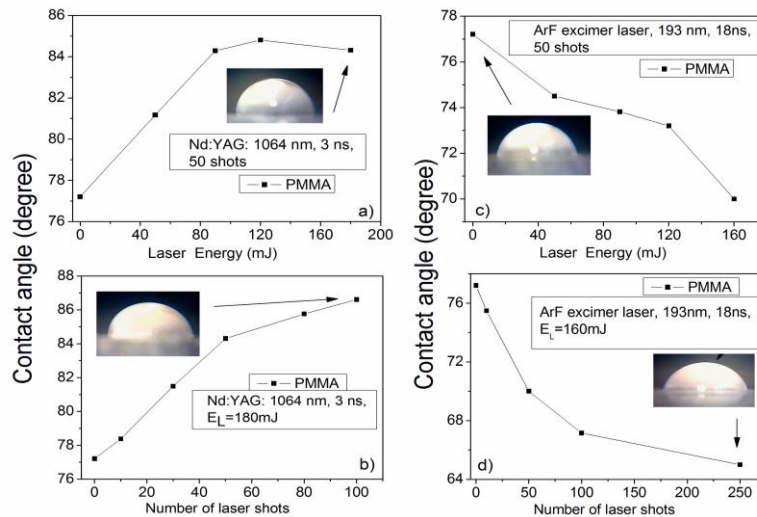 Contact angle (degree)
86
84
82
80
78
76
Nd:YAG: 1064 nm, 3 ns,
50 shots
PMMA
a)
0 40 80 120 160 200
Laser Energy (mJ)
88
86
84
82
80
78
76
PMMA
Nd:YAG: 1064 nm, 3 ns,
EL=180mJ
b)
0 20 40 60 80 100
Number of laser shots
Contact angle (degree)
78
76
74
72
70
ArF excimer laser, 193 nm, 18ns,
50 shots
PMMA
c)
0 40 80 120 160
Laser Energy (mJ)
76
72
68
64
PMMA
ArF excimer laser, 193nm, 18ns,
EL=160mJ
d)
0 50 100 150 200 250
Number of laser shots